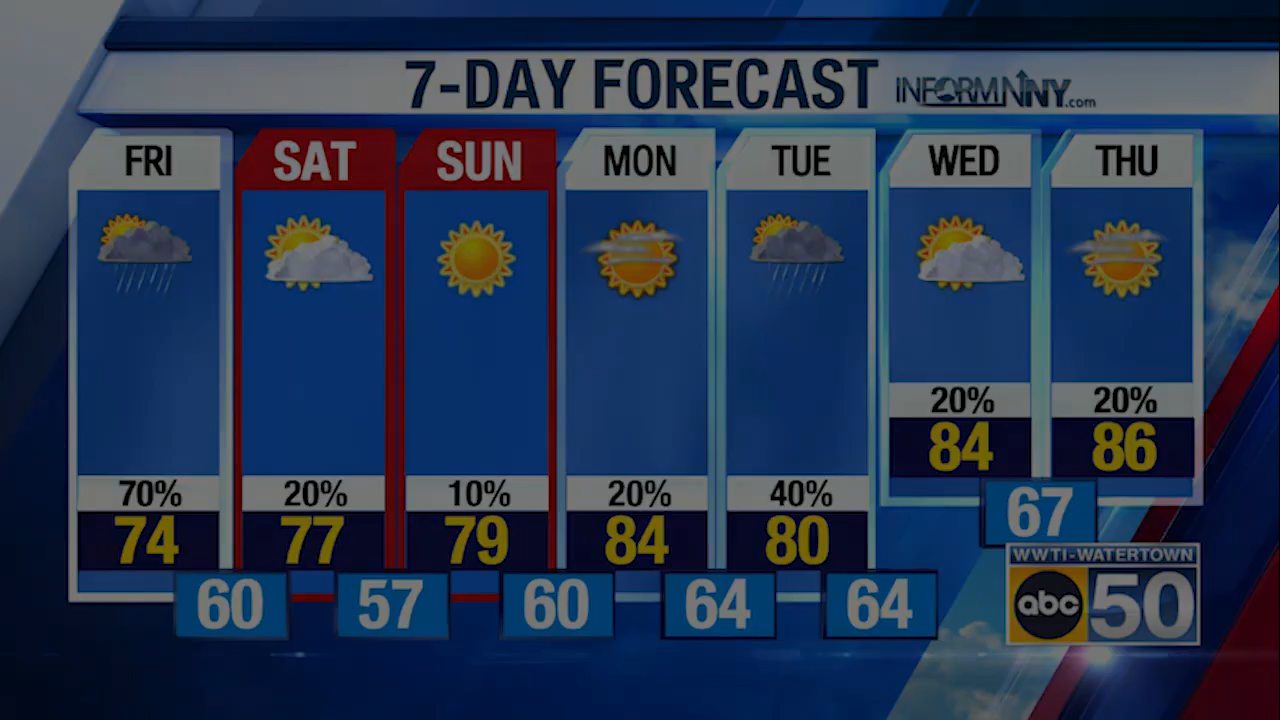 7-DAY FORECAST INFORMNNY.com
FRI SAT SUN MON TUE WED THU
20% 20%
84 86
70% 20% 10% 20% 40%
67
74 77 79 84 80
WWTI-WATERTOWN
60 57 60 64 64
abc 50